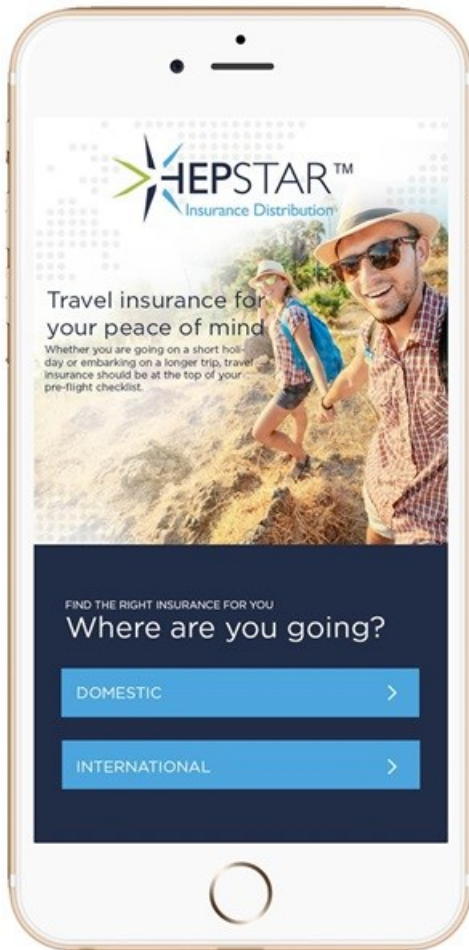 HEPSTAR™
Insurance Distribution
Travel insurance for
your peace of mind
Whether you are going on a short holi-
day or embarking on a longer trip, travel
insurance should be at the top of your
pre-flight checklist.
FIND THE RIGHT INSURANCE FOR YOU
Where are you going?
DOMESTIC
INTERNATIONAL